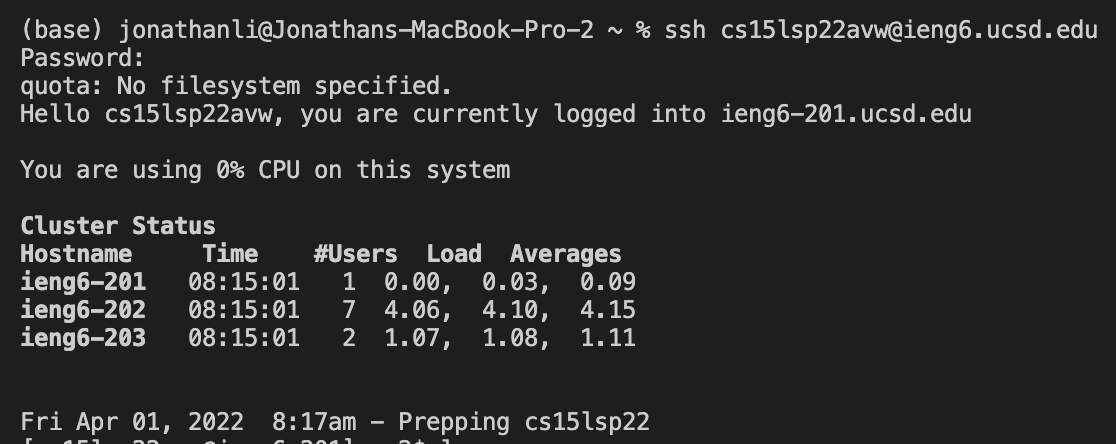 (base) jonathanli@Jonathans-MacBook-Pro-2 ~ % ssh cs15lsp22avw@ieng6.ucsd.edu
Password:
quota: No filesystem specified.
Hello cs15lsp22avw, you are currently logged into ieng6-201.ucsd.edu
You are using 0% CPU on this system
Cluster Status
Hostname     Time    #Users  Load  Averages
ieng6-201   08:15:01   1  0.00,  0.03,  0.09
ieng6-202   08:15:01   7  4.06,  4.10,  4.15
ieng6-203   08:15:01   2  1.07,  1.08,  1.11
Fri Apr 01, 2022  8:17am - Prepping cs15lsp22